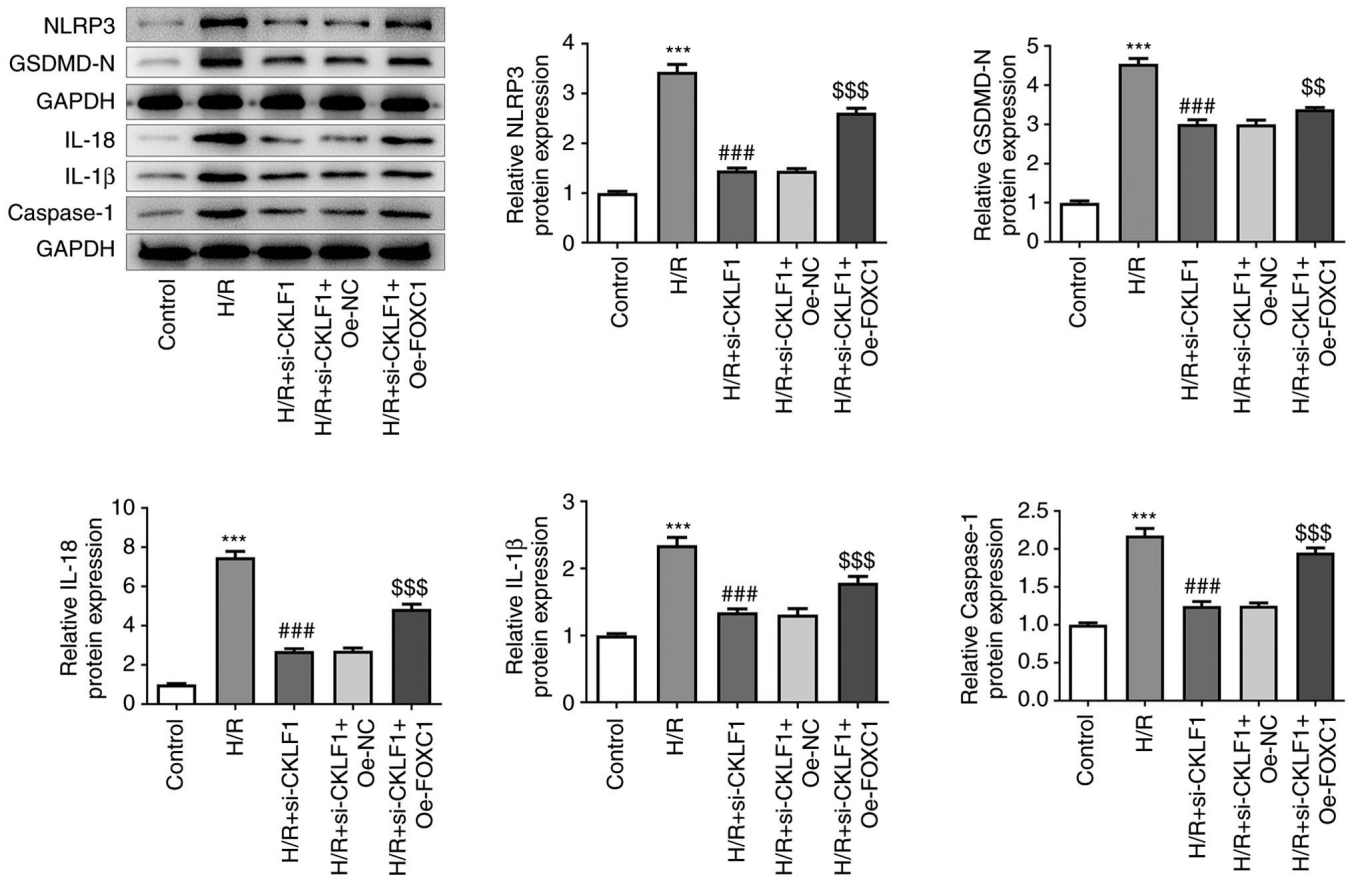 NLRP3
GSDMD-N
GAPDH
IL-18
IL-1β
Caspase-1
GAPDH
Control
H/R
H/R+si-CKLF1
H/R+si-CKLF1+
Oe-NC
H/R+si-CKLF1+
Oe-FOXC1
Relative NLRP3
protein expression
4
3
2
1
0
***
###
$$$
Control
H/R
H/R+si-CKLF1
H/R+si-CKLF1+
Oe-NC
H/R+si-CKLF1+
Oe-FOXC1
Relative GSDMD-N
protein expression
5
4
3
2
1
0
***
###
$$
Control
H/R
H/R+si-CKLF1
H/R+si-CKLF1+
Oe-NC
H/R+si-CKLF1+
Oe-FOXC1
Relative IL-18
protein expression
10
8
6
4
2
0
***
###
$$$
Control
H/R
H/R+si-CKLF1
H/R+si-CKLF1+
Oe-NC
H/R+si-CKLF1+
Oe-FOXC1
Relative IL-1β
protein expression
3
2
1
0
***
###
$$$
Control
H/R
H/R+si-CKLF1
H/R+si-CKLF1+
Oe-NC
H/R+si-CKLF1+
Oe-FOXC1
Relative Caspase-1
protein expression
2.5
2.0
1.5
1.0
0.5
0.0
***
###
$$$
Control
H/R
H/R+si-CKLF1
H/R+si-CKLF1+
Oe-NC
H/R+si-CKLF1+
Oe-FOXC1